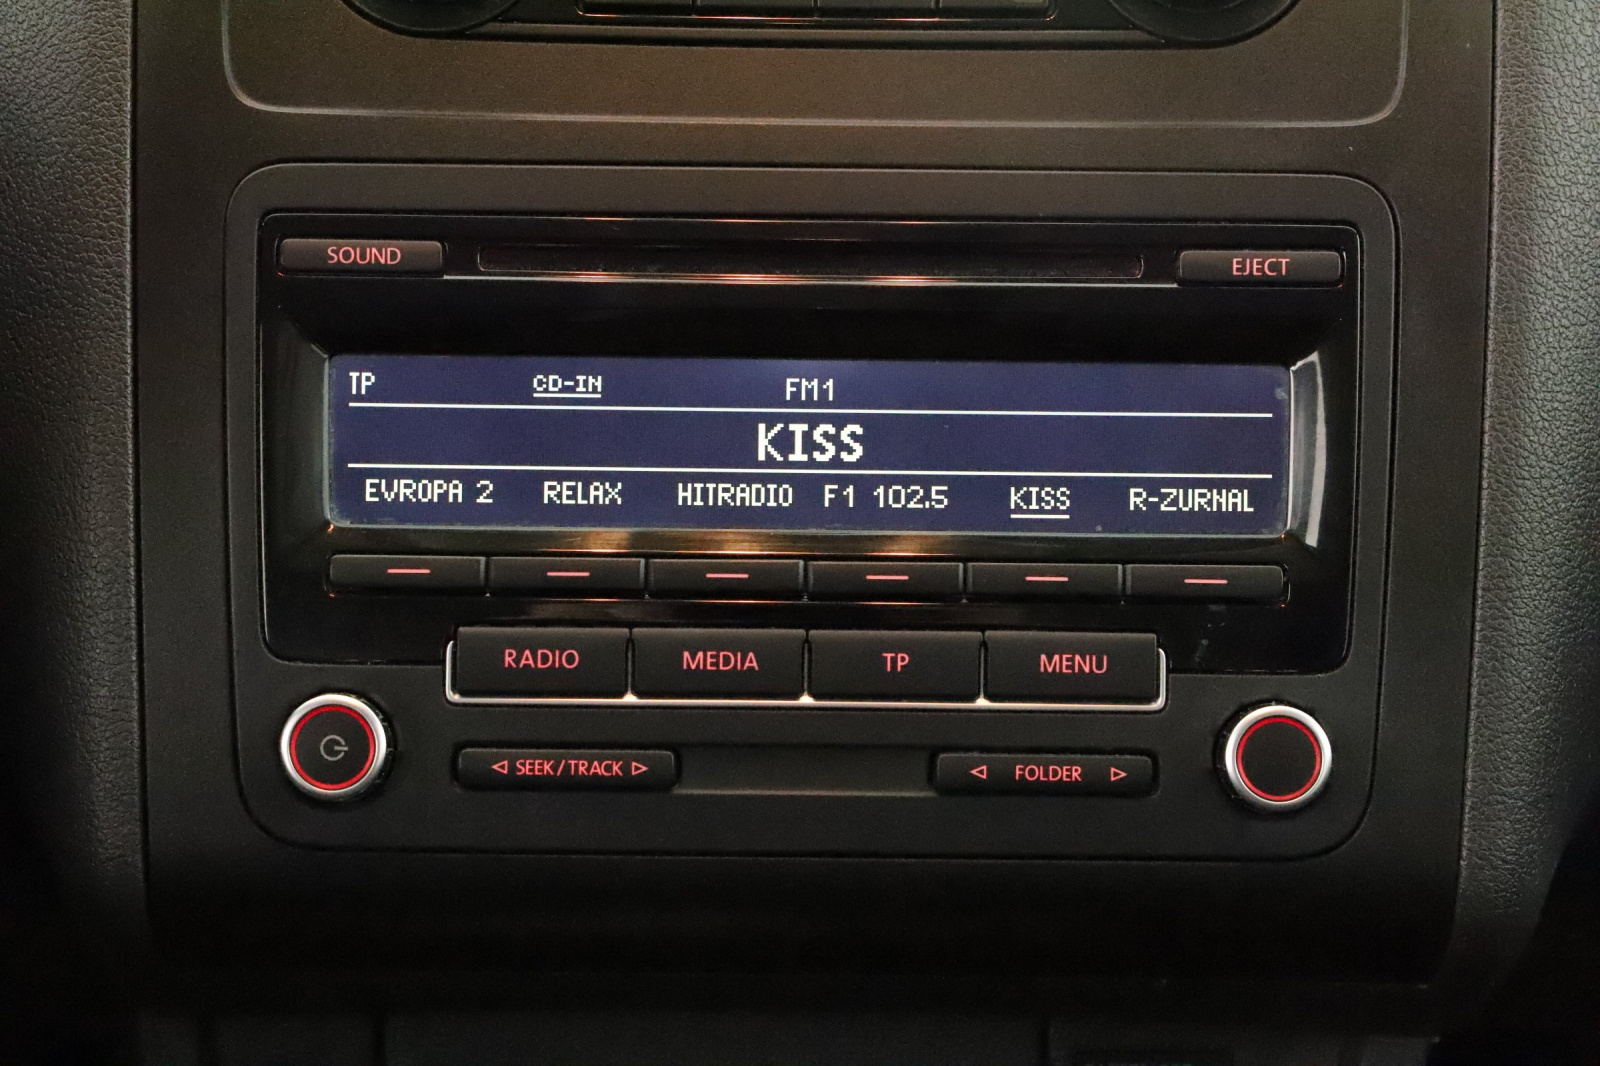 SOUND EJECT
TP CD-IN FM1
KISS
EVROPA 2 RELAX HITRADIO F1 102.5 KISS R-ZURNAL
RADIO MEDIA TP MENU
SEEK/TRACK FOLDER